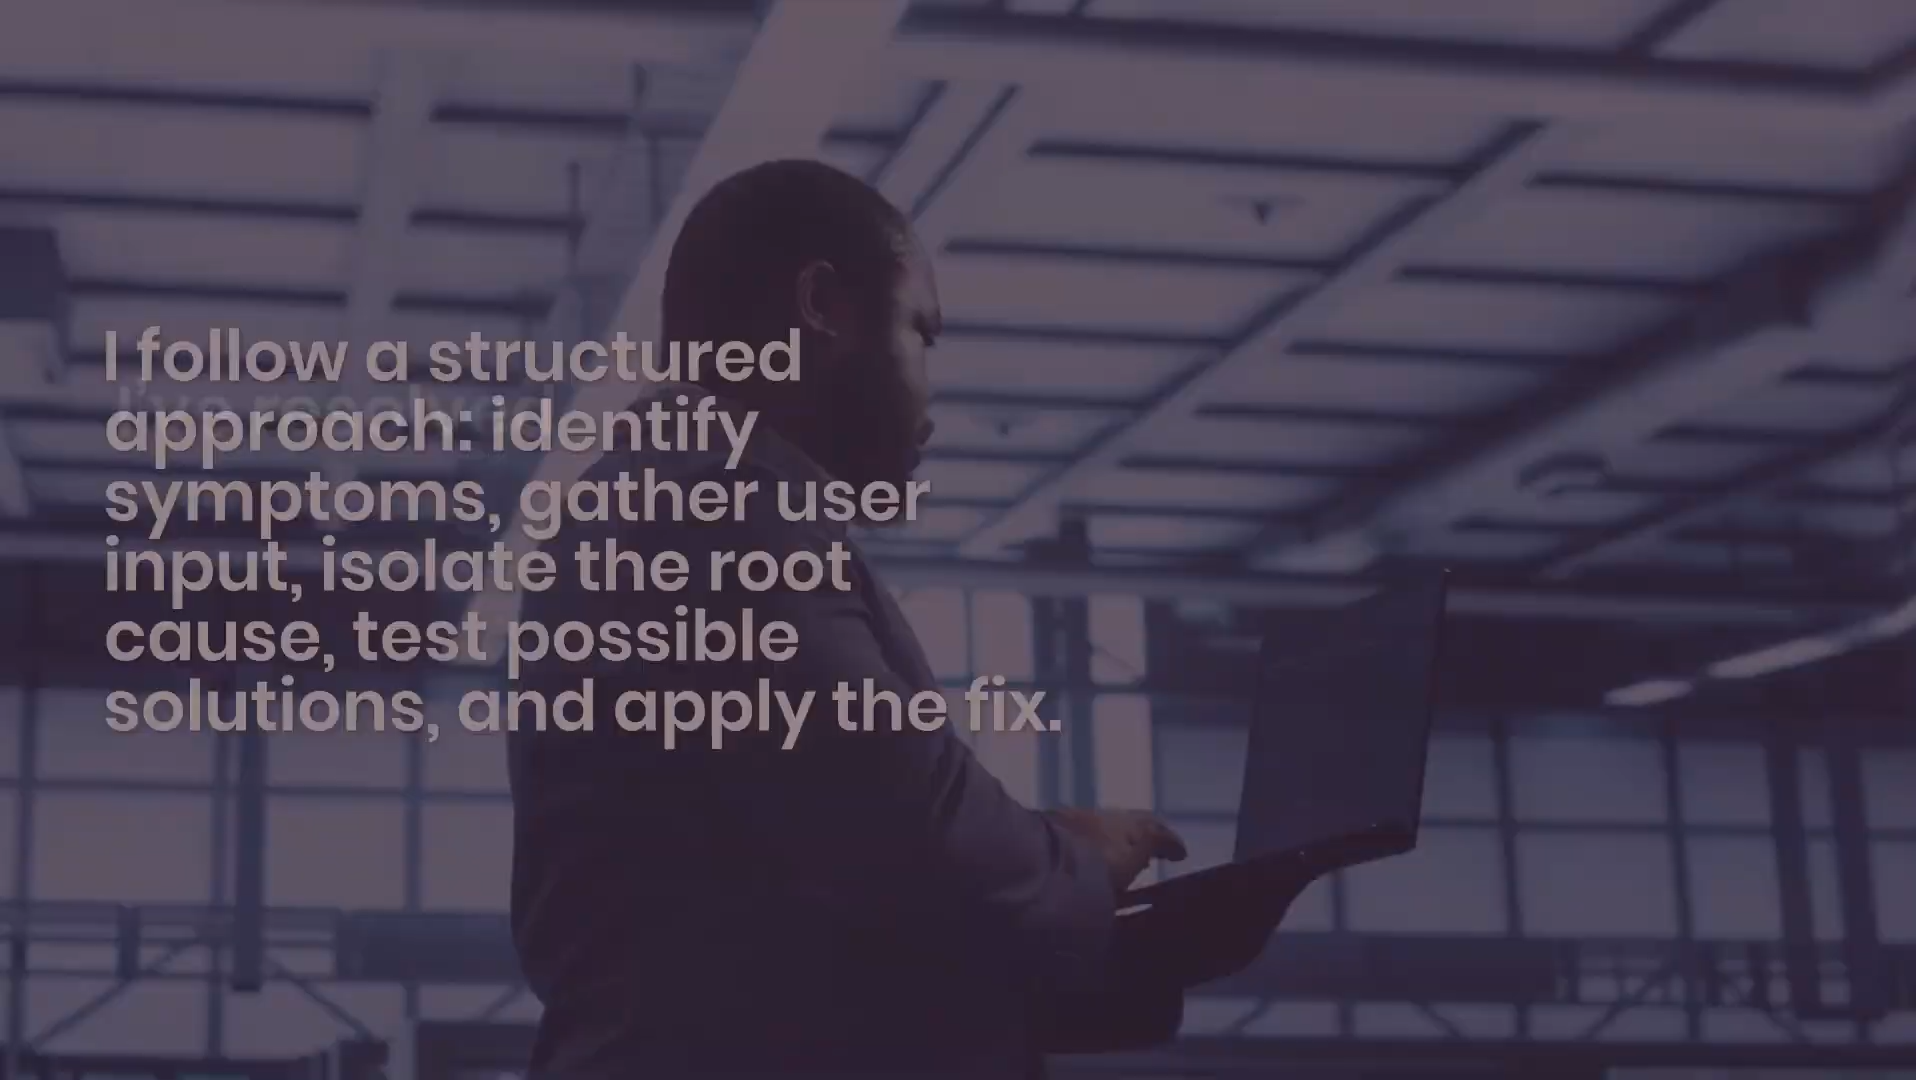 I follow a structured
approach: identify
symptoms, gather user
input, isolate the root
cause, test possible
solutions, and apply the fix.